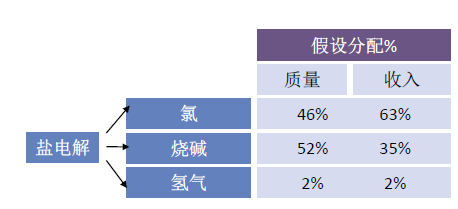 假设分配%
质量 收入
氯 46% 63%
盐电解 烧碱 52% 35%
氢气 2% 2%